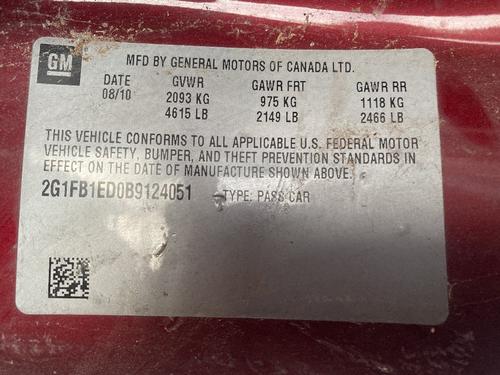 GM
MFD BY GENERAL MOTORS OF CANADA LTD.
DATE GVWR GAWR FRT GAWR RR
08/10 2093 KG 975 KG 1118 KG
4615 LB 2149 LB 2466 LB
THIS VEHICLE CONFORMS TO ALL APPLICABLE U.S. FEDERAL MOTOR
VEHICLE SAFETY, BUMPER, AND THEFT PREVENTION STANDARDS IN
EFFECT ON THE DATE OF MANUFACTURE SHOWN ABOVE.
2G1FB1ED0B9124051 TYPE: PASS CAR